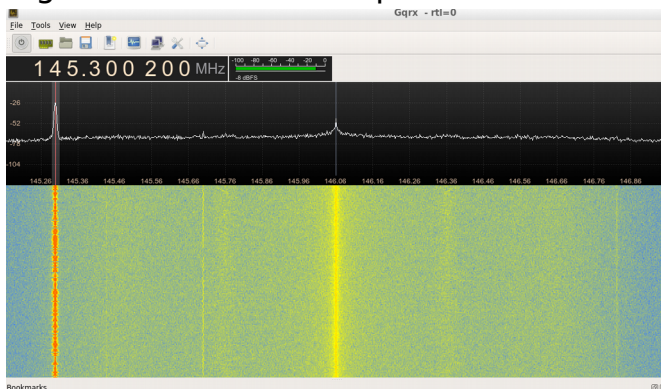 Gqrx - rtl=0
File Tools View Help
145.300 200 MHz
-100 -80 -60 -40 -20 0
-8 dBFS
-26
-52
-78
-104
145.26 145.36 145.46 145.56 145.66 145.76 145.86 145.96 146.06 146.16 146.26 146.36 146.46 146.56 146.66 146.76 146.86
Bookmarks